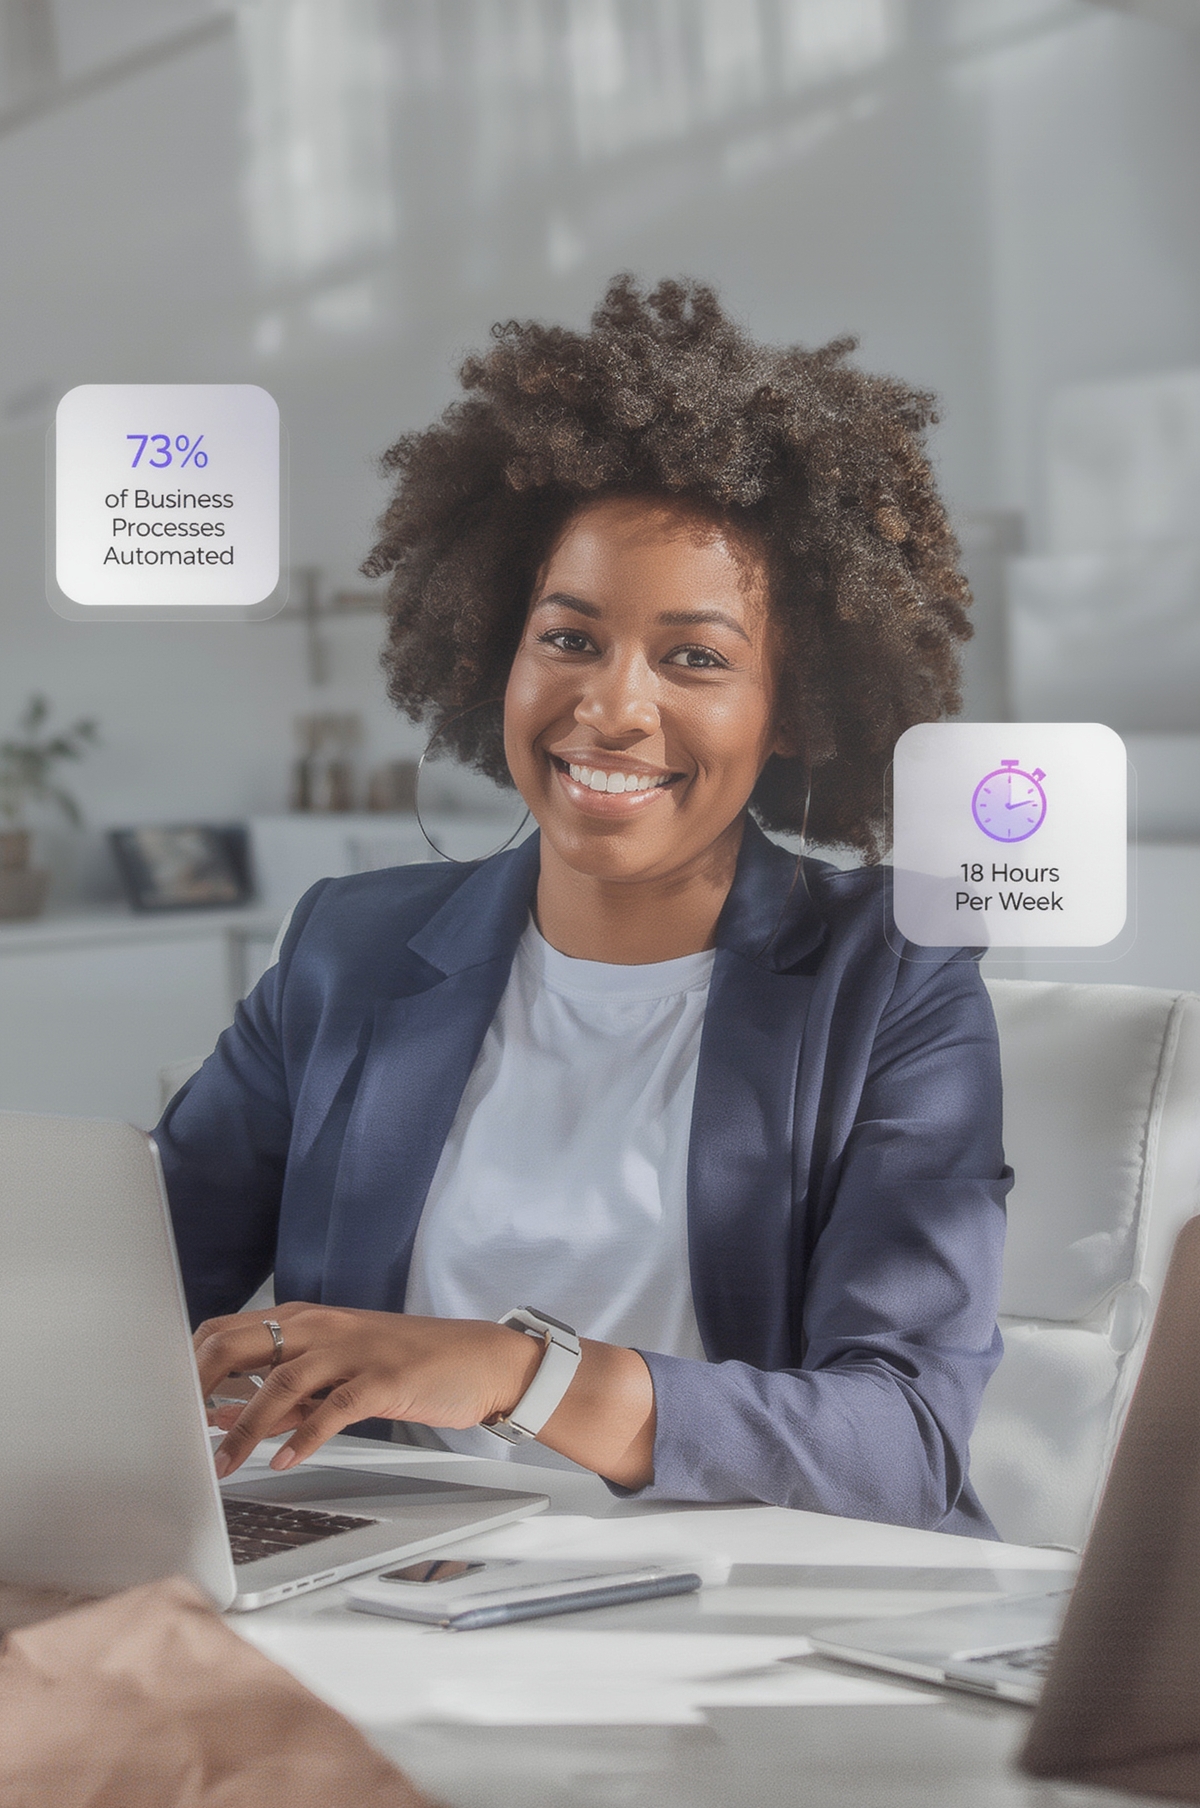 73%
of Business
Processes
Automated
18 Hours
Per Week